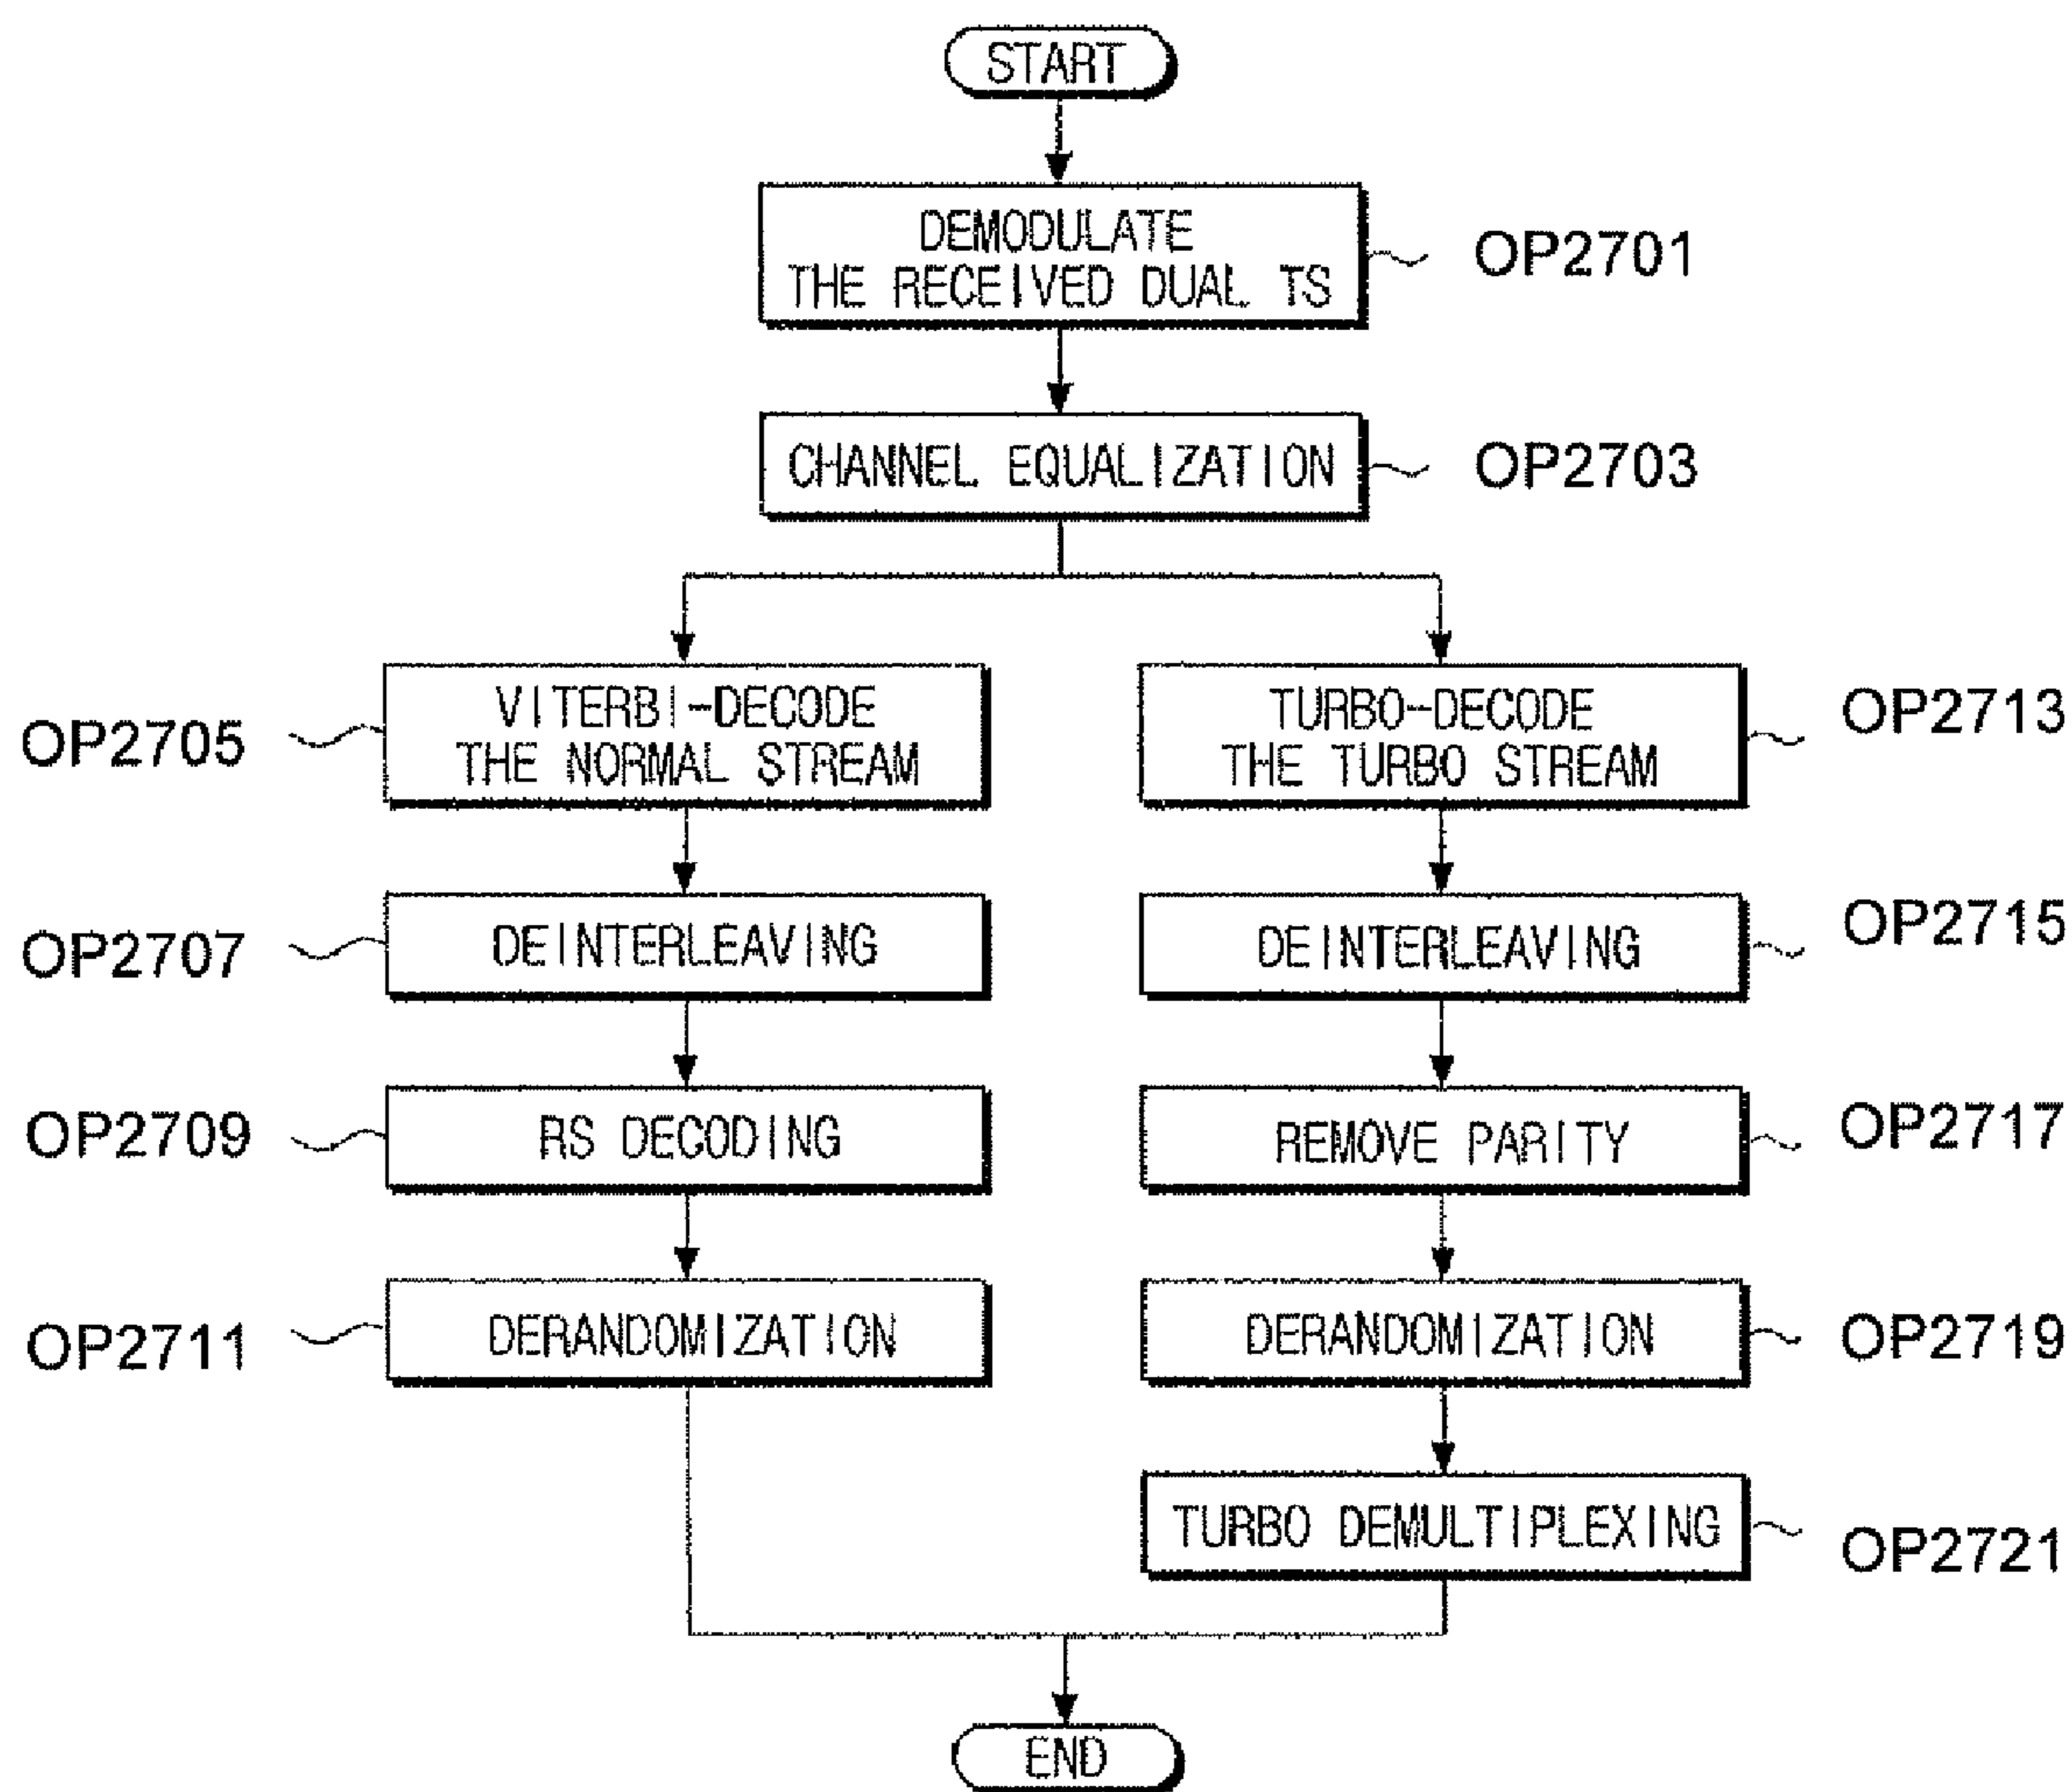 START
DEMODULATE
THE RECEIVED DUAL TS
OP2701
CHANNEL EQUALIZATION
OP2703
OP2705
VITERBI-DECODE
THE NORMAL STREAM
TURBO-DECODE
THE TURBO STREAM
OP2713
OP2707
DEINTERLEAVING
DEINTERLEAVING
OP2715
OP2709
RS DECODING
REMOVE PARITY
OP2717
OP2711
DERANDOMIZATION
DERANDOMIZATION
OP2719
TURBO DEMULTIPLEXING
OP2721
END